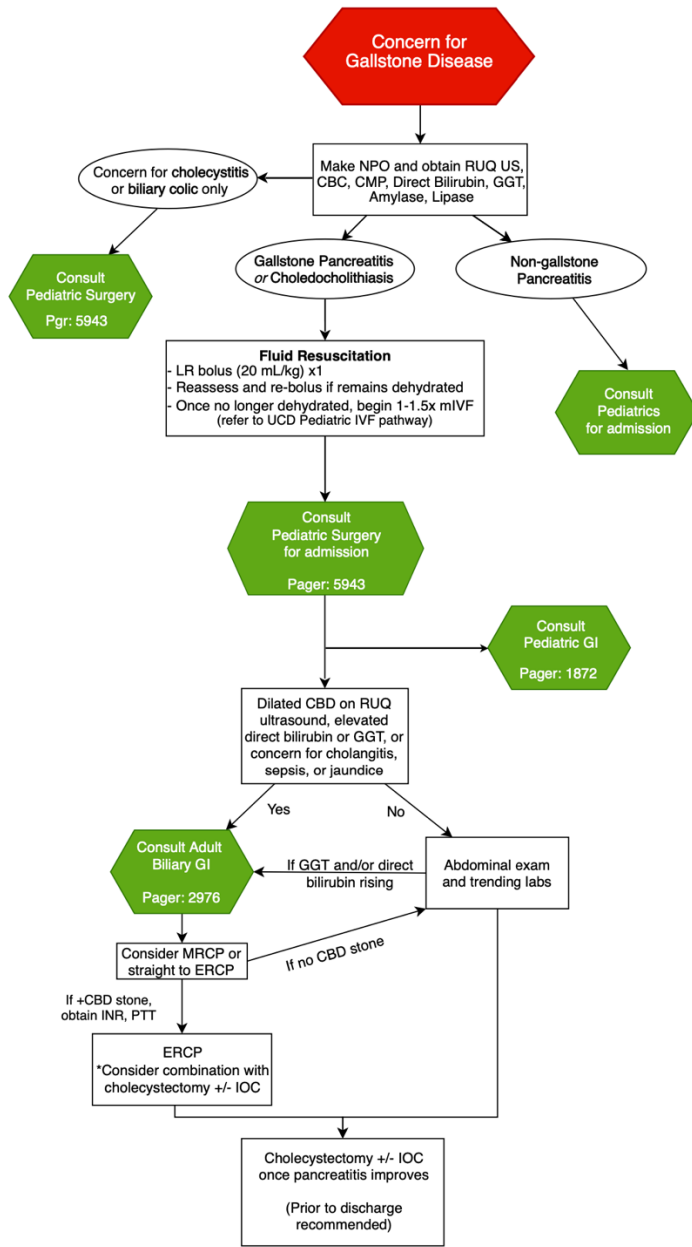 Concern for
Gallstone Disease
Make NPO and obtain RUQ US,
CBC, CMP, Direct Bilirubin, GGT,
Amylase, Lipase
Concern for cholecystitis
or biliary colic only
Consult
Pediatric Surgery
Pgr: 5943
Gallstone Pancreatitis
or Choledocholithiasis
Non-gallstone
Pancreatitis
Fluid Resuscitation
- LR bolus (20 mL/kg) x1
- Reassess and re-bolus if remains dehydrated
- Once no longer dehydrated, begin 1-1.5x mIVF
(refer to UCD Pediatric IVF pathway)
Consult
Pediatrics
for admission
Consult
Pediatric Surgery
for admission
Pager: 5943
Consult
Pediatric GI
Pager: 1872
Dilated CBD on RUQ
ultrasound, elevated
direct bilirubin or GGT, or
concern for cholangitis,
sepsis, or jaundice
Yes
No
Consult Adult
Biliary GI
Pager: 2976
If GGT and/or direct
bilirubin rising
Abdominal exam
and trending labs
Consider MRCP or
straight to ERCP
If no CBD stone
If +CBD stone,
obtain INR, PTT
ERCP
*Consider combination with
cholecystectomy +/- IOC
Cholecystectomy +/- IOC
once pancreatitis improves
(Prior to discharge
recommended)